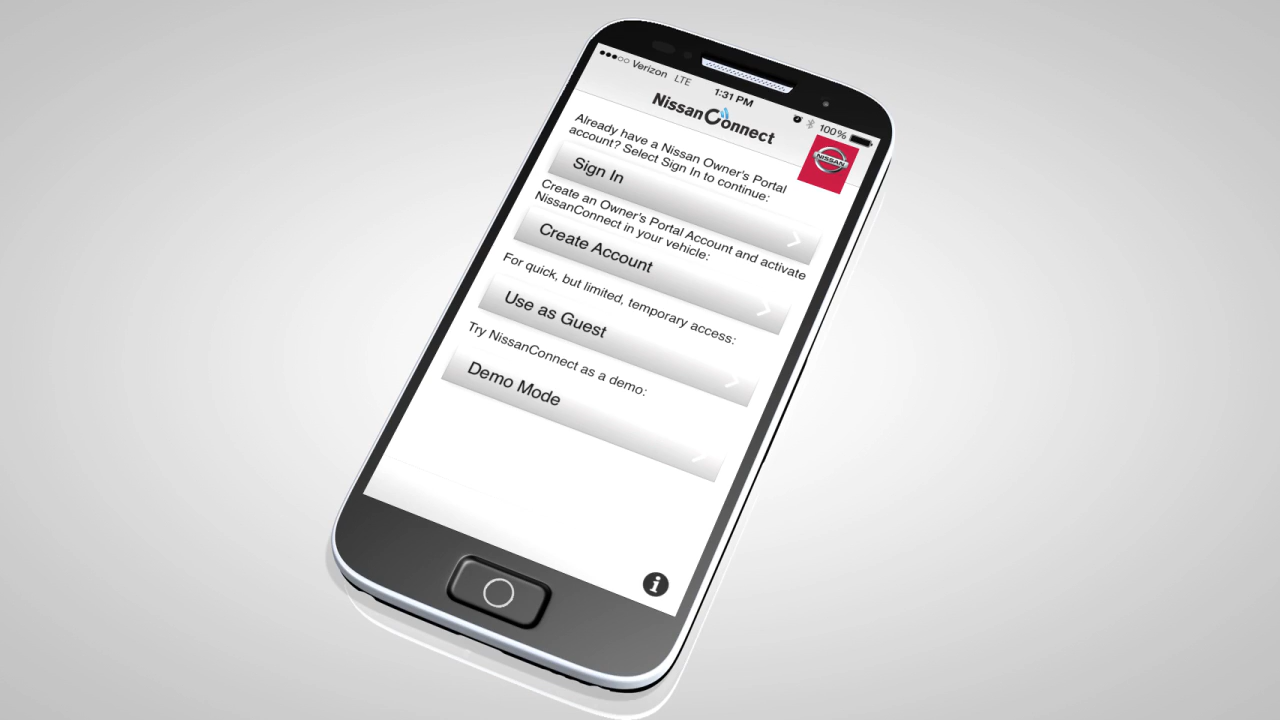 Verizon LTE
1:31 PM
100%
NissanConnect
NISSAN
Already have a Nissan Owner's Portal
account? Select Sign In to continue:
Sign In
Create an Owner's Portal Account and activate
NissanConnect in your vehicle:
Create Account
For quick, but limited, temporary access:
Use as Guest
Try NissanConnect as a demo:
Demo Mode
i